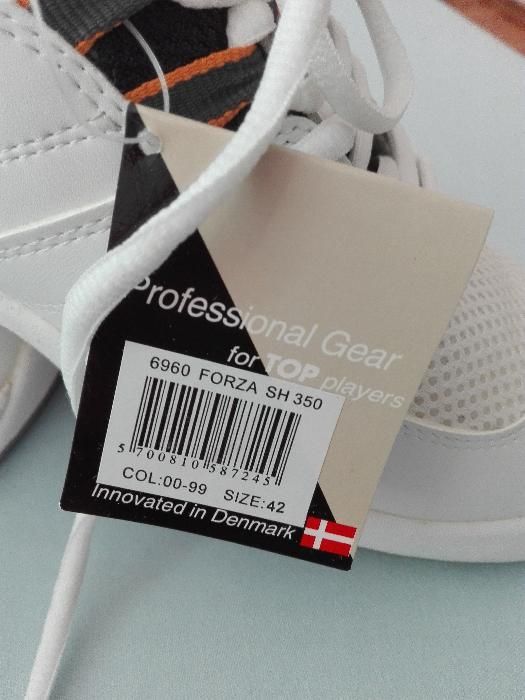 Professional Gear
for TOP players
6960 FORZA SH 350
5 700810 587245
COL:00-99 SIZE:42
Innovated in Denmark